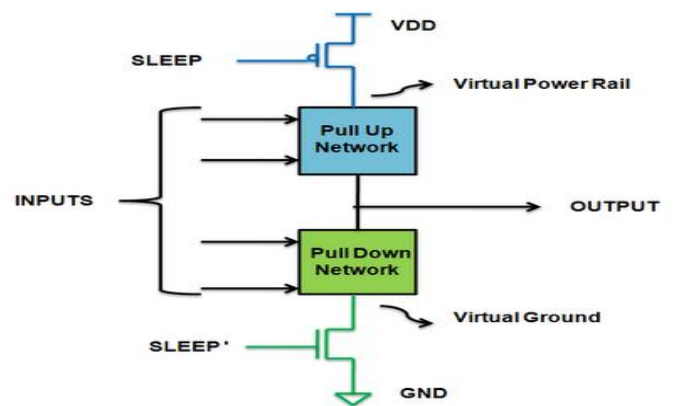 VDD
SLEEP
Virtual Power Rail
Pull Up
Network
INPUTS
OUTPUT
Pull Down
Network
Virtual Ground
SLEEP'
GND